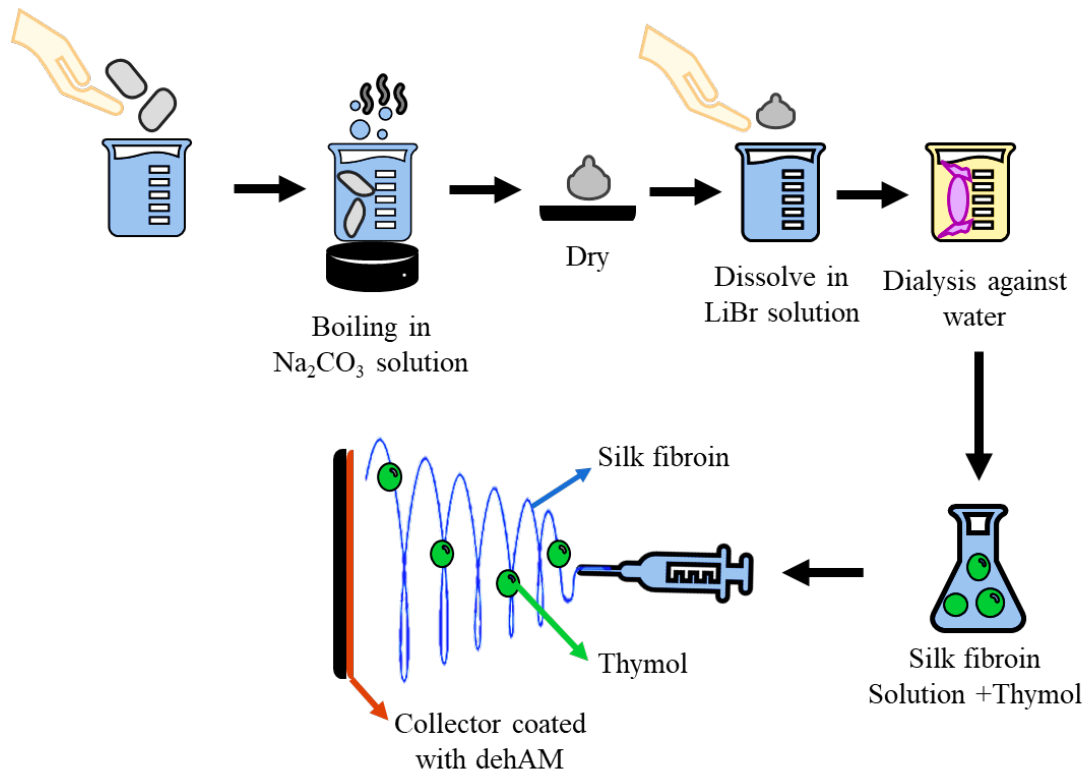 Boiling in
Na₂CO₃ solution
Dry
Dissolve in
LiBr solution
Dialysis against
water
Silk fibroin
Thymol
Collector coated
with dehAM
Silk fibroin
Solution +Thymol